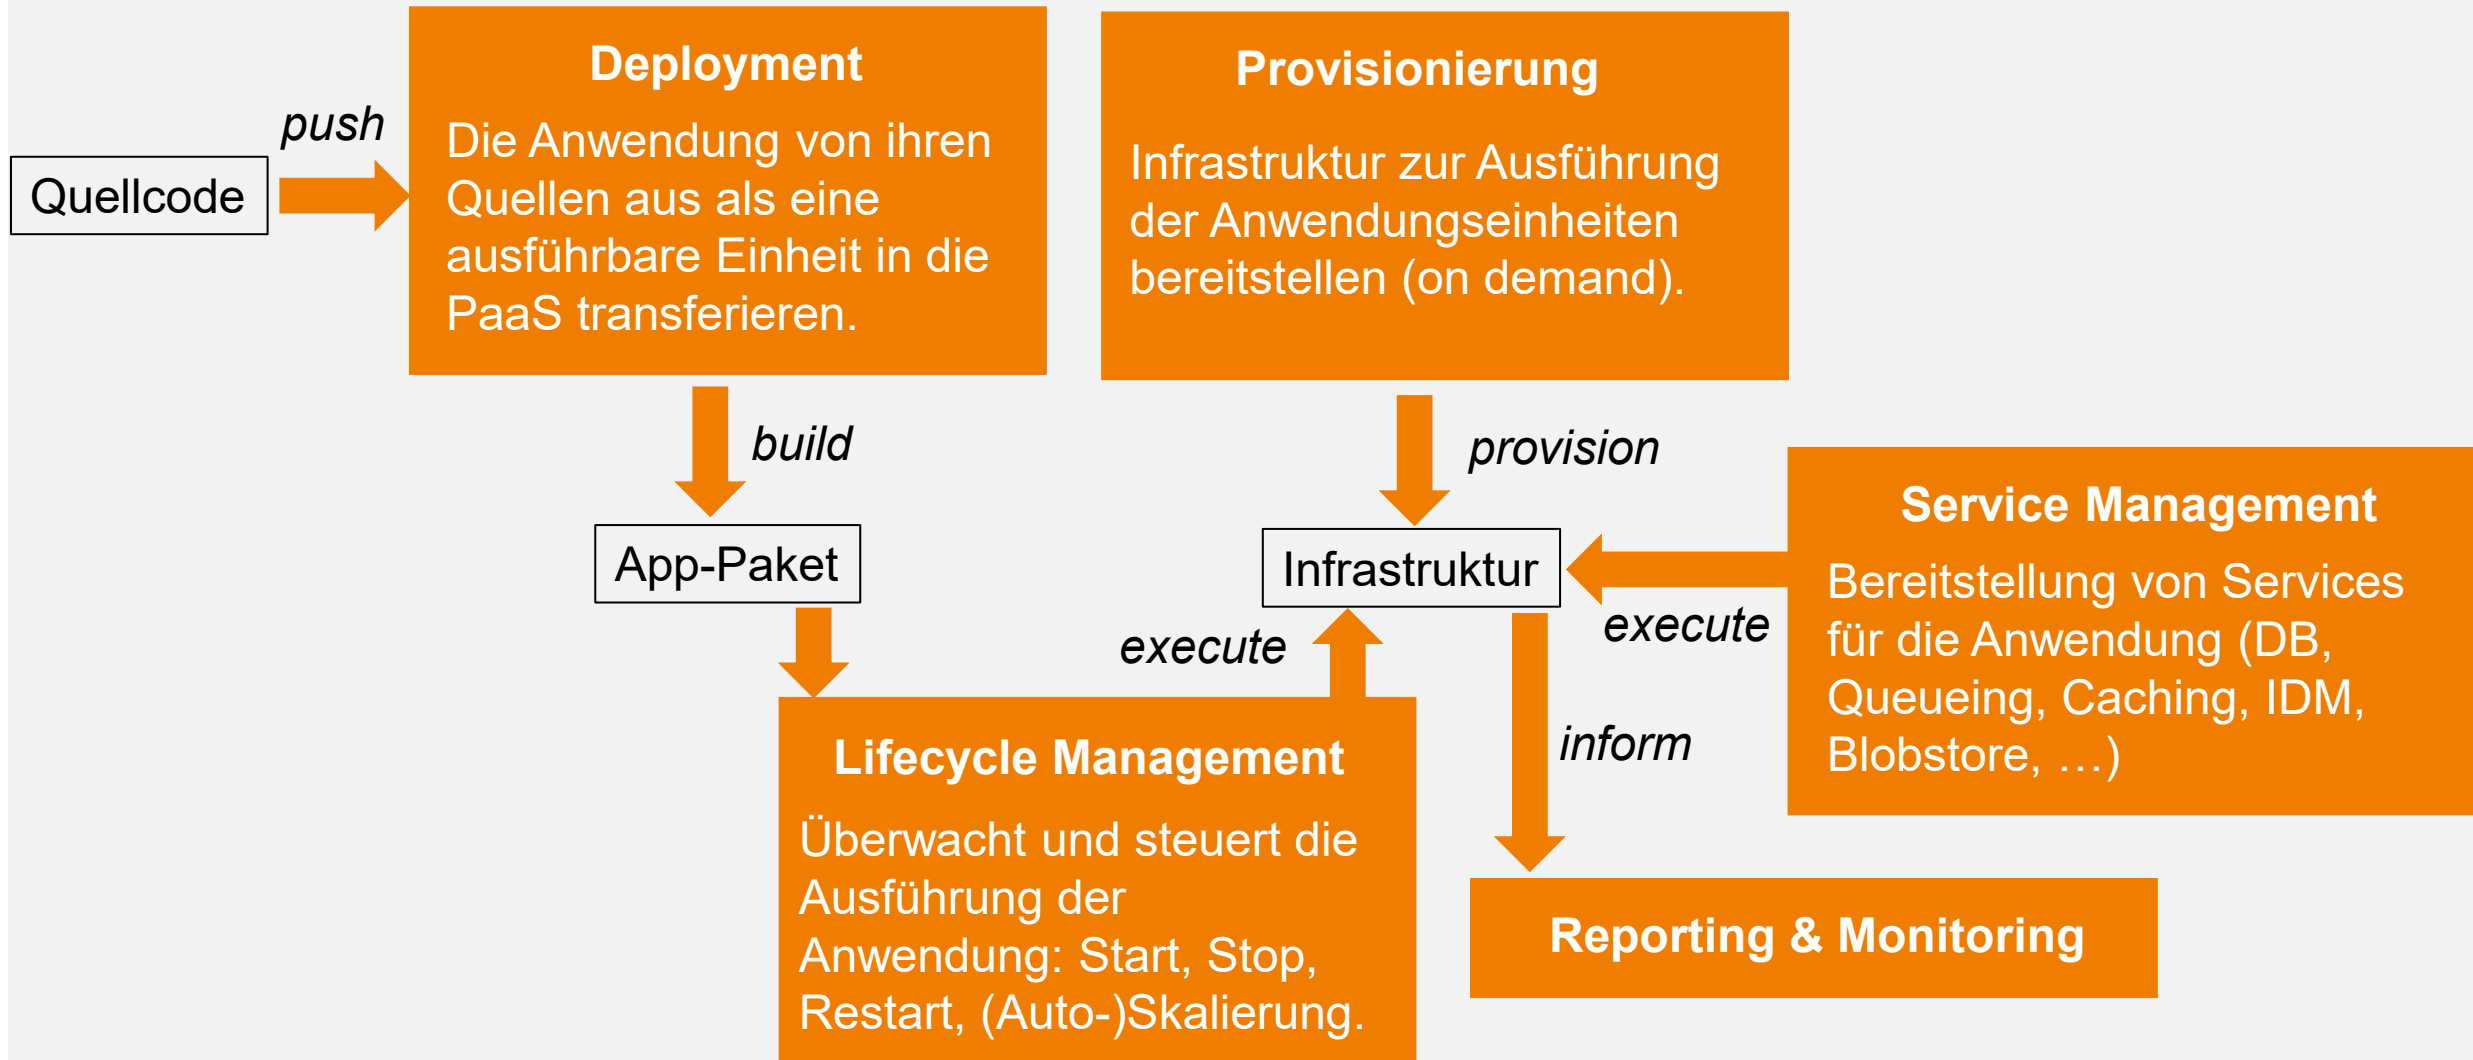 Quellcode
push
Deployment
Die Anwendung von ihren
Quellen aus als eine
ausführbare Einheit in die
PaaS transferieren.
Provisionierung
Infrastruktur zur Ausführung
der Anwendungseinheiten
bereitstellen (on demand).
build
provision
App-Paket
Infrastruktur
execute
execute
Service Management
Bereitstellung von Services
für die Anwendung (DB,
Queueing, Caching, IDM,
Blobstore, …)
Lifecycle Management
Überwacht und steuert die
Ausführung der
Anwendung: Start, Stop,
Restart, (Auto-)Skalierung.
inform
Reporting & Monitoring